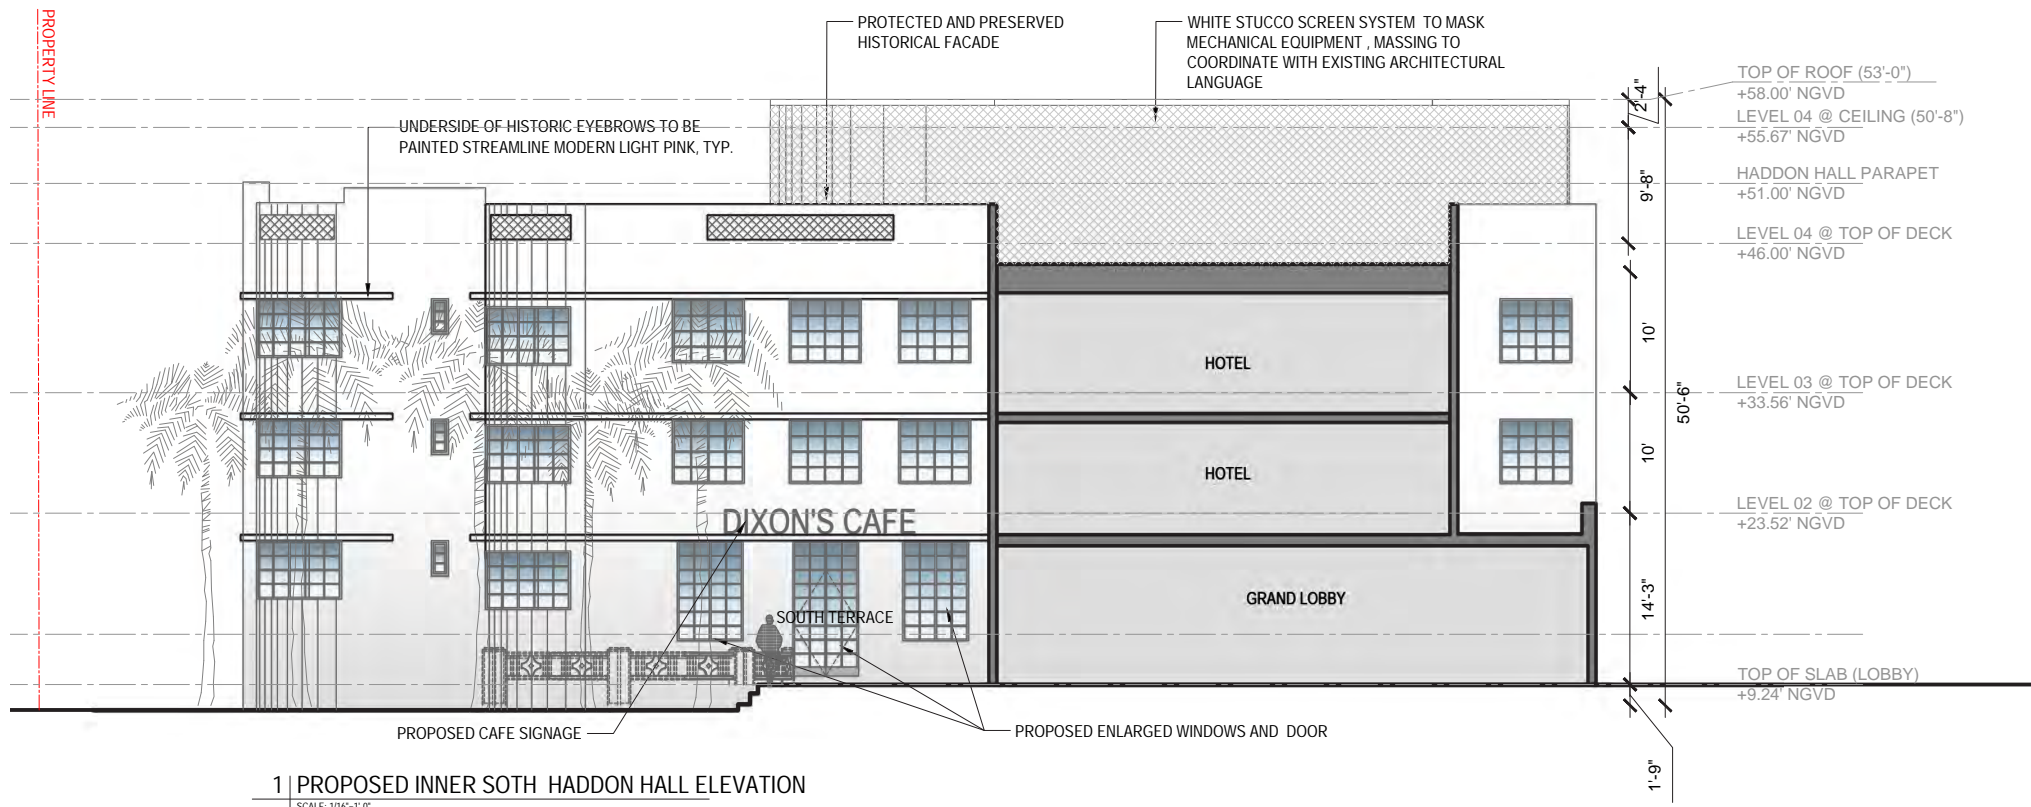 PROPERTY LINE
PROTECTED AND PRESERVED
HISTORICAL FACADE
WHITE STUCCO SCREEN SYSTEM TO MASK
MECHANICAL EQUIPMENT , MASSING TO
COORDINATE WITH EXISTING ARCHITECTURAL
LANGUAGE
UNDERSIDE OF HISTORIC EYEBROWS TO BE
PAINTED STREAMLINE MODERN LIGHT PINK, TYP.
TOP OF ROOF (53'-0")
+58.00' NGVD
LEVEL 04 @ CEILING (50'-8")
+55.67' NGVD
HADDON HALL PARAPET
+51.00' NGVD
LEVEL 04 @ TOP OF DECK
+46.00' NGVD
LEVEL 03 @ TOP OF DECK
+33.56' NGVD
LEVEL 02 @ TOP OF DECK
+23.52' NGVD
TOP OF SLAB (LOBBY)
+9.24' NGVD
2'-4"
9'-8"
10'
10'
50'-6"
14'-3"
1'-9"
HOTEL
HOTEL
GRAND LOBBY
DIXON'S CAFE
SOUTH TERRACE
PROPOSED CAFE SIGNAGE
PROPOSED ENLARGED WINDOWS AND DOOR
1 PROPOSED INNER SOTH HADDON HALL ELEVATION
SCALE: 1/16"=1'-0"